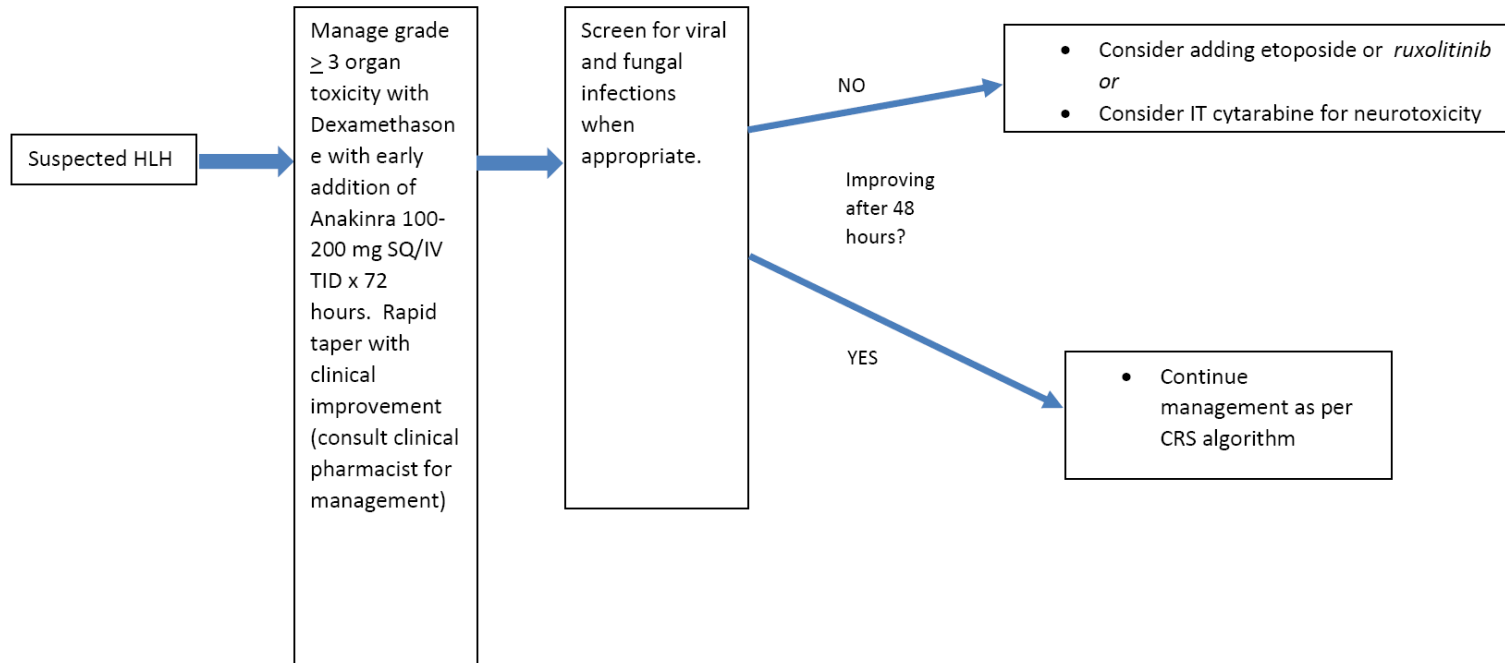 Suspected HLH
Manage grade
≥ 3 organ
toxicity with
Dexamethason
e with early
addition of
Anakinra 100-
200 mg SQ/IV
TID x 72
hours.  Rapid
taper with
clinical
improvement
(consult clinical
pharmacist for
management)
Screen for viral
and fungal
infections
when
appropriate.
NO
Improving
after 48
hours?
YES
• Consider adding etoposide or ruxolitinib
or
• Consider IT cytarabine for neurotoxicity
• Continue
management as per
CRS algorithm